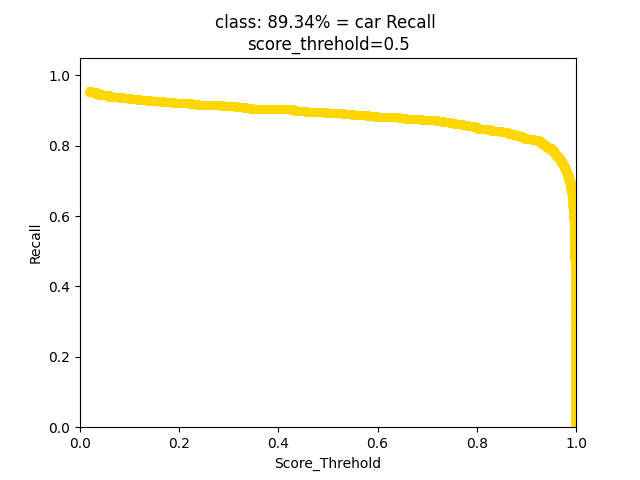 class: 89.34% = car Recall
score_threhold=0.5
1.0
0.8
0.6
0.4
0.2
0.0
Recall
0.0 0.2 0.4 0.6 0.8 1.0
Score_Threhold